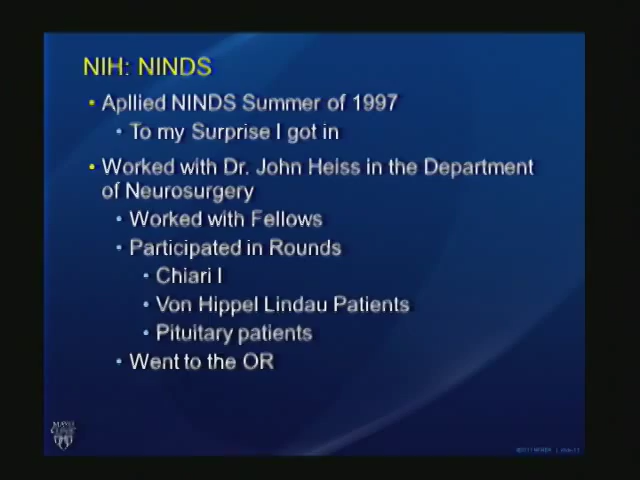 NIH: NINDS
• Apllied NINDS Summer of 1997
• To my Surprise I got in
• Worked with Dr. John Heiss in the Department
of Neurosurgery
• Worked with Fellows
• Participated in Rounds
• Chiari I
• Von Hippel Lindau Patients
• Pituitary patients
• Went to the OR
MAYO
CLINIC